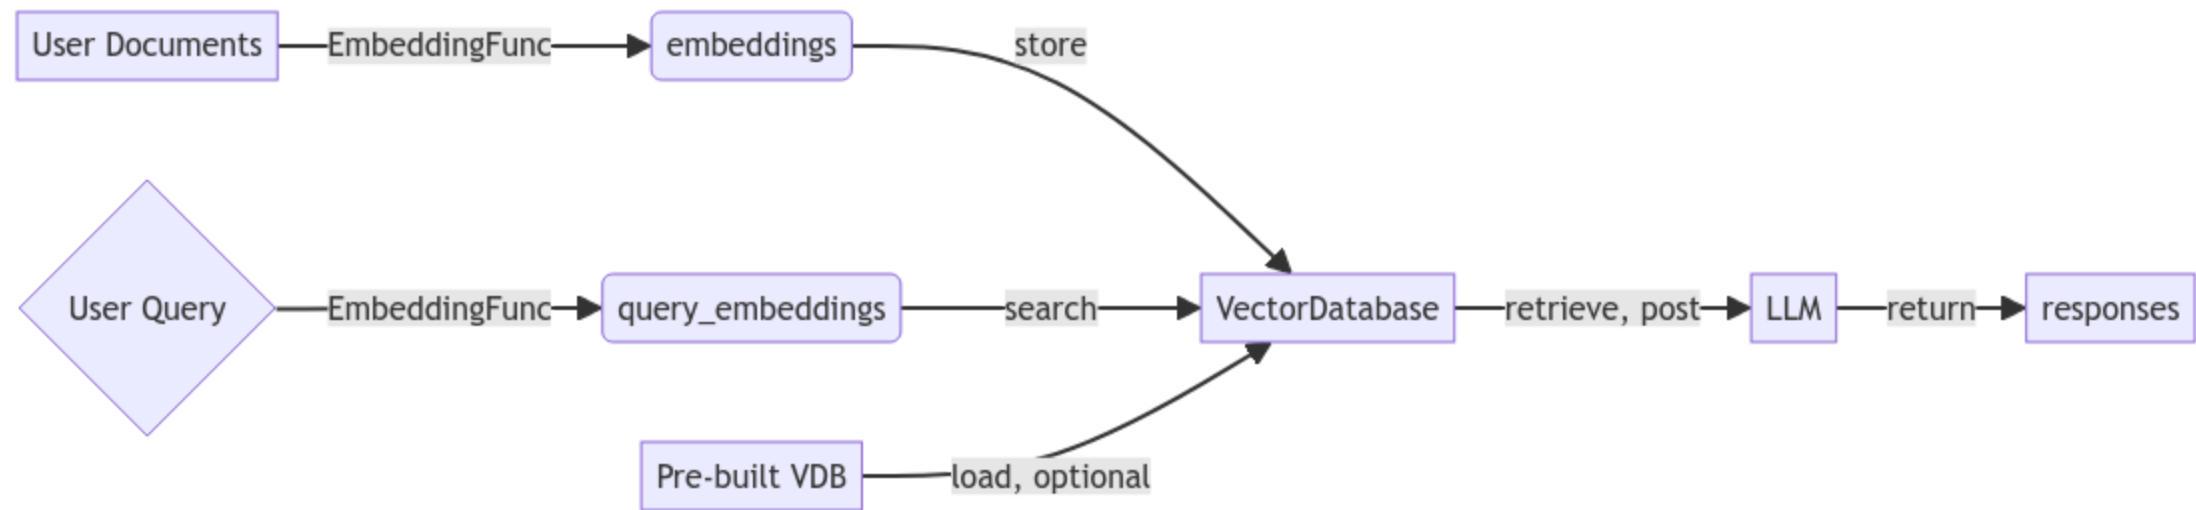 User Documents
EmbeddingFunc
embeddings
store
User Query
EmbeddingFunc
query_embeddings
search
VectorDatabase
retrieve, post
LLM
return
responses
Pre-built VDB
load, optional